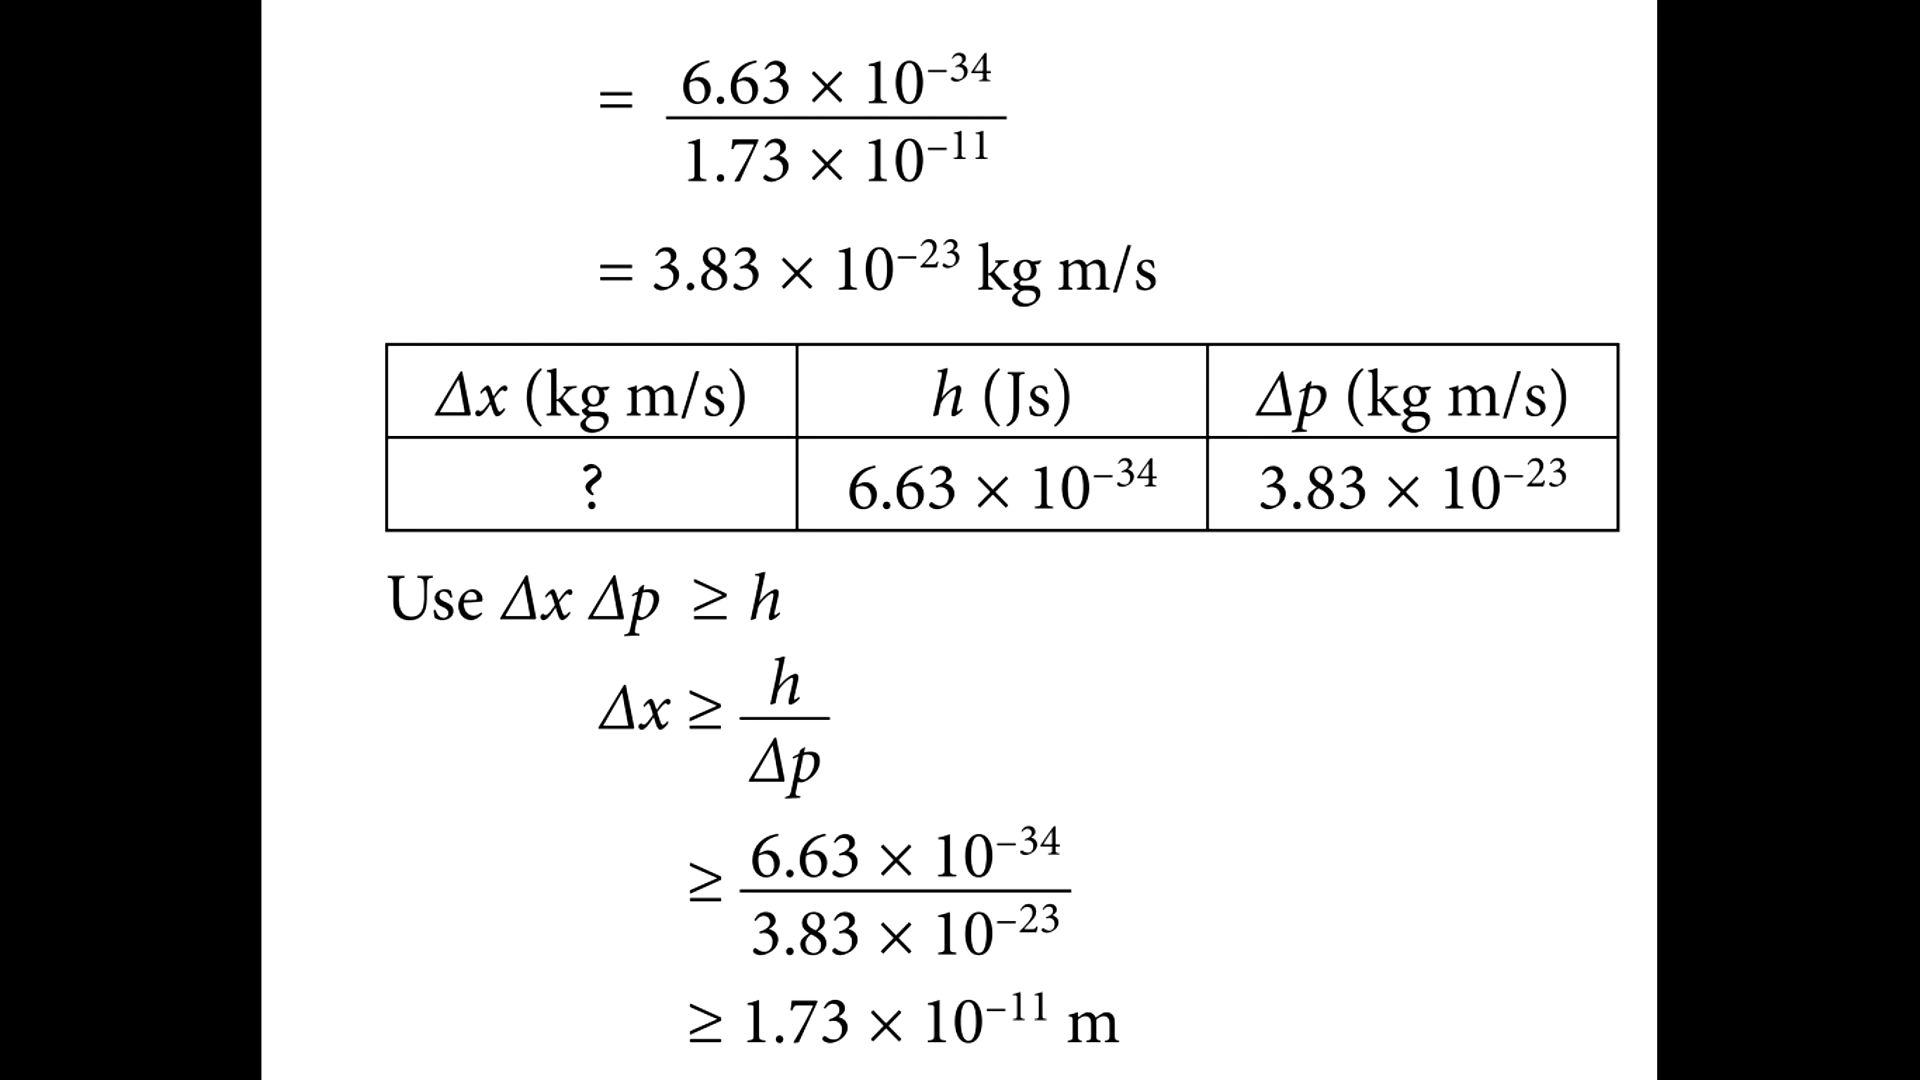 = 6.63 × 10⁻³⁴
1.73 × 10⁻¹¹
= 3.83 × 10⁻²³ kg m/s
Δx (kg m/s) h (Js) Δp (kg m/s)
? 6.63 × 10⁻³⁴ 3.83 × 10⁻²³
Use Δx Δp ≥ h
Δx ≥ h
Δp
≥ 6.63 × 10⁻³⁴
3.83 × 10⁻²³
≥ 1.73 × 10⁻¹¹ m